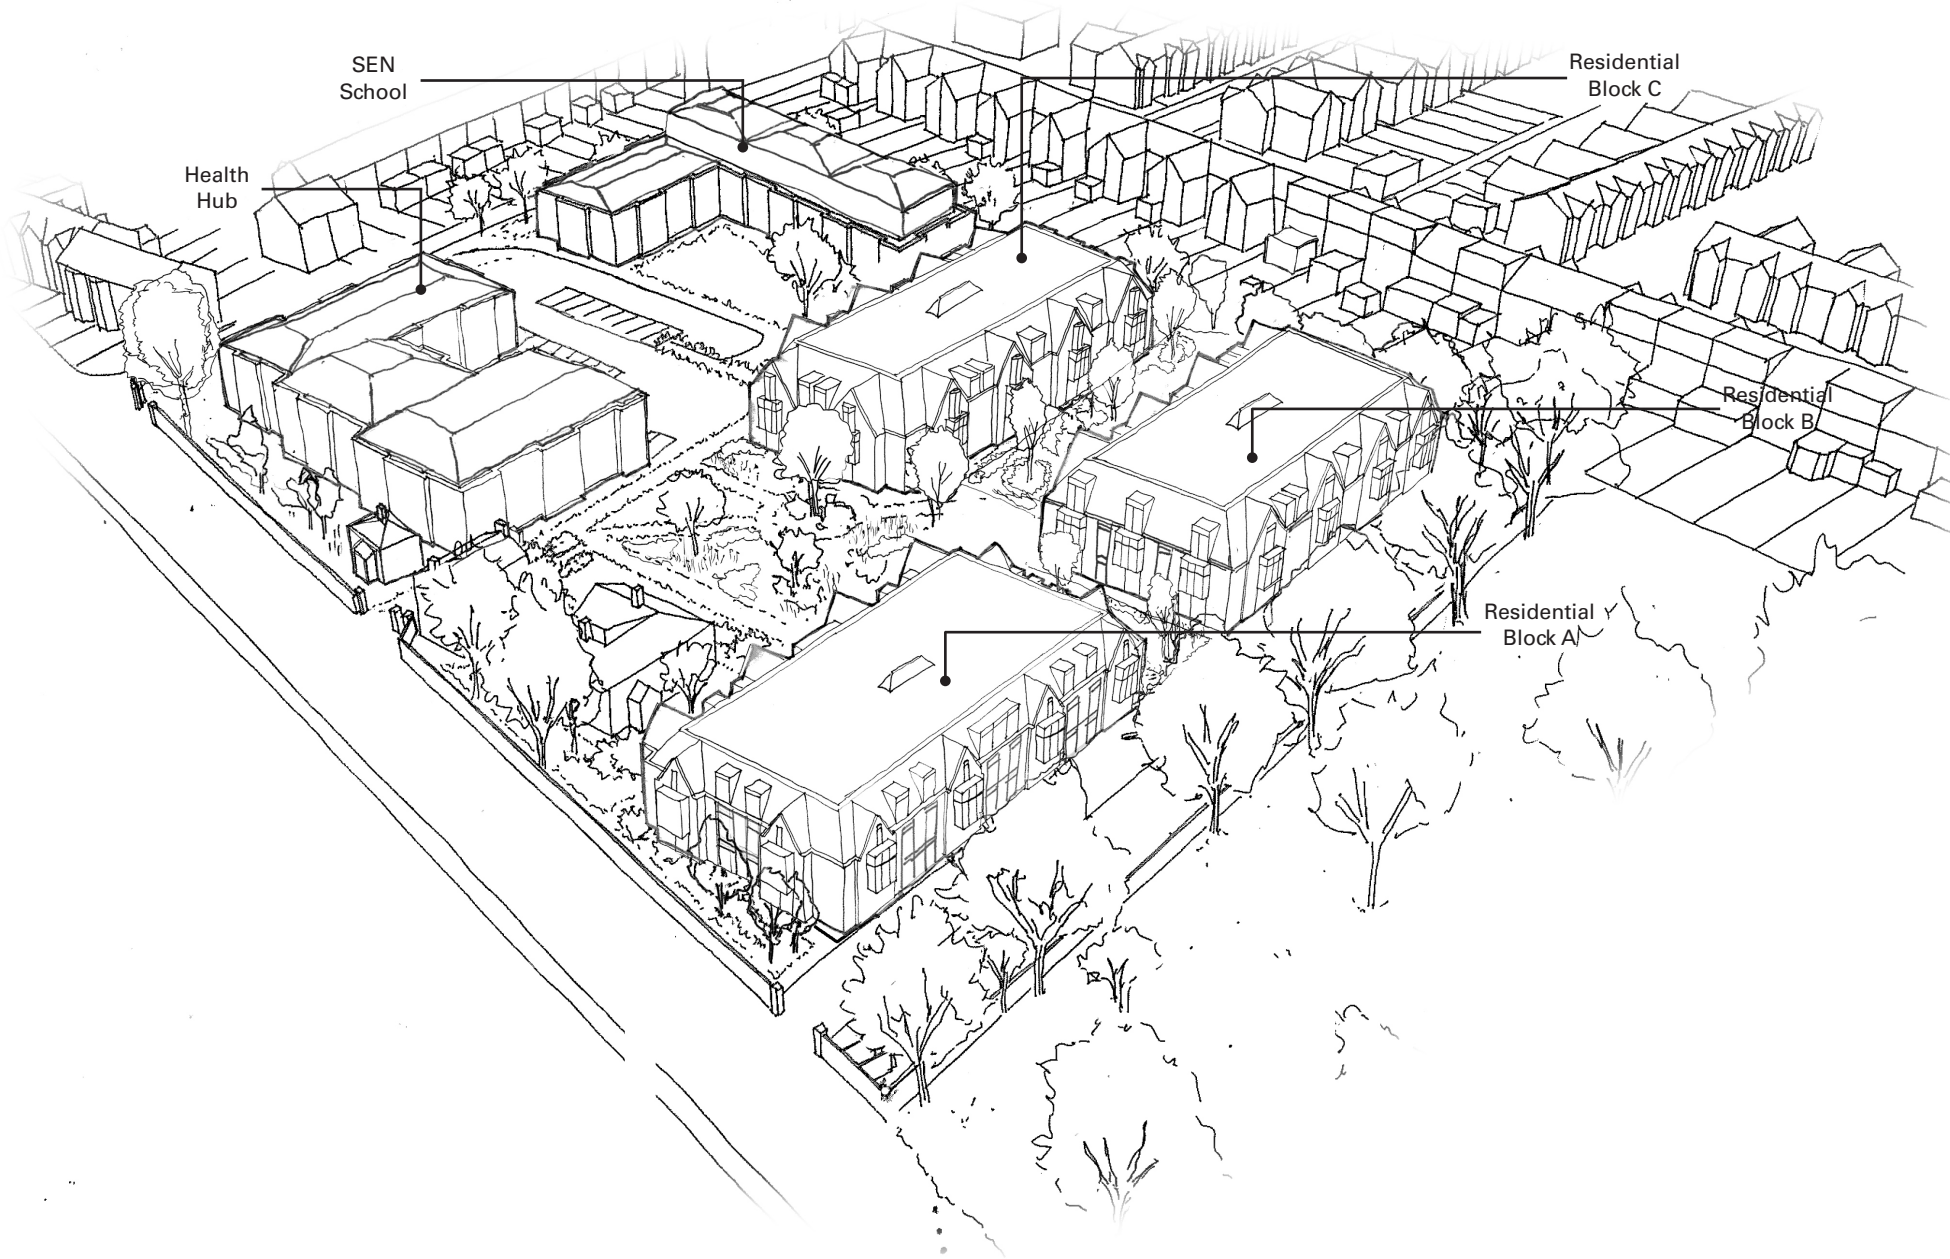 SEN
School
Residential
Block C
Health
Hub
Residential
Block B
Residential
Block A